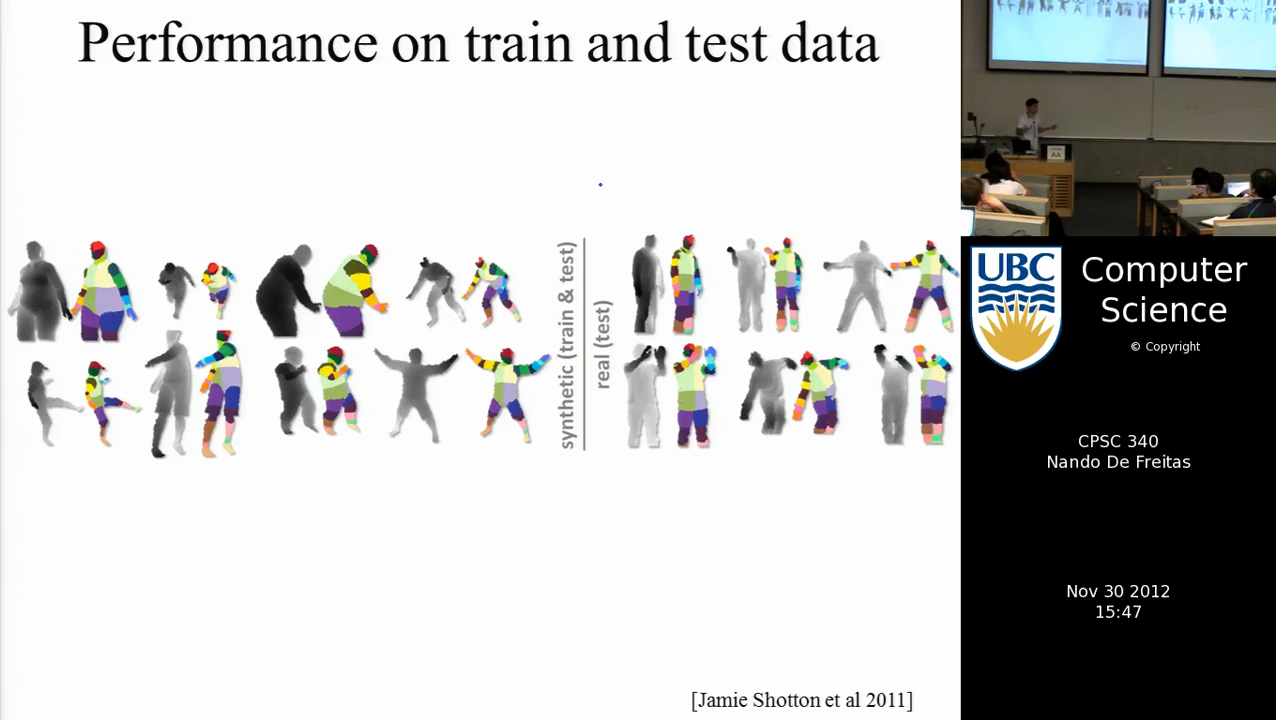 Performance on train and test data
synthetic (train & test)
real (test)
[Jamie Shotton et al 2011]
UBC
Computer
Science
© Copyright
CPSC 340
Nando De Freitas
Nov 30 2012
15:47